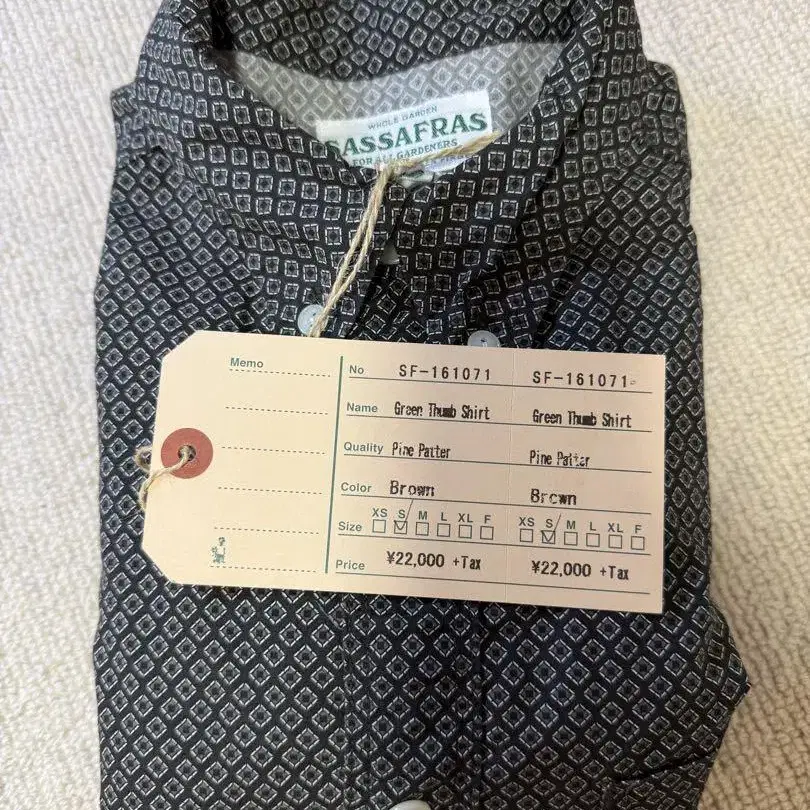 WHOLE GARDEN
SASSAFRAS
FOR ALL GARDENERS
Memo
No SF-161071 SF-161071
Name Green Thumb Shirt Green Thumb Shirt
Quality Pine Patter Pine Patter
Color Brown Brown
XS S M L XL F XS S M L XL F
Size
Price ¥22,000 +Tax ¥22,000 +Tax